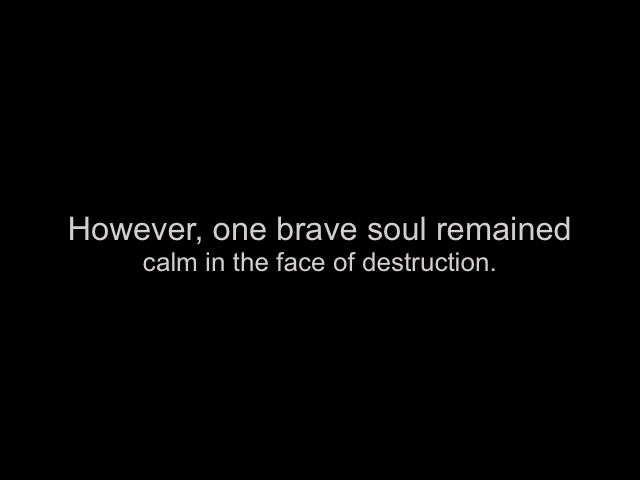 However, one brave soul remained
calm in the face of destruction.